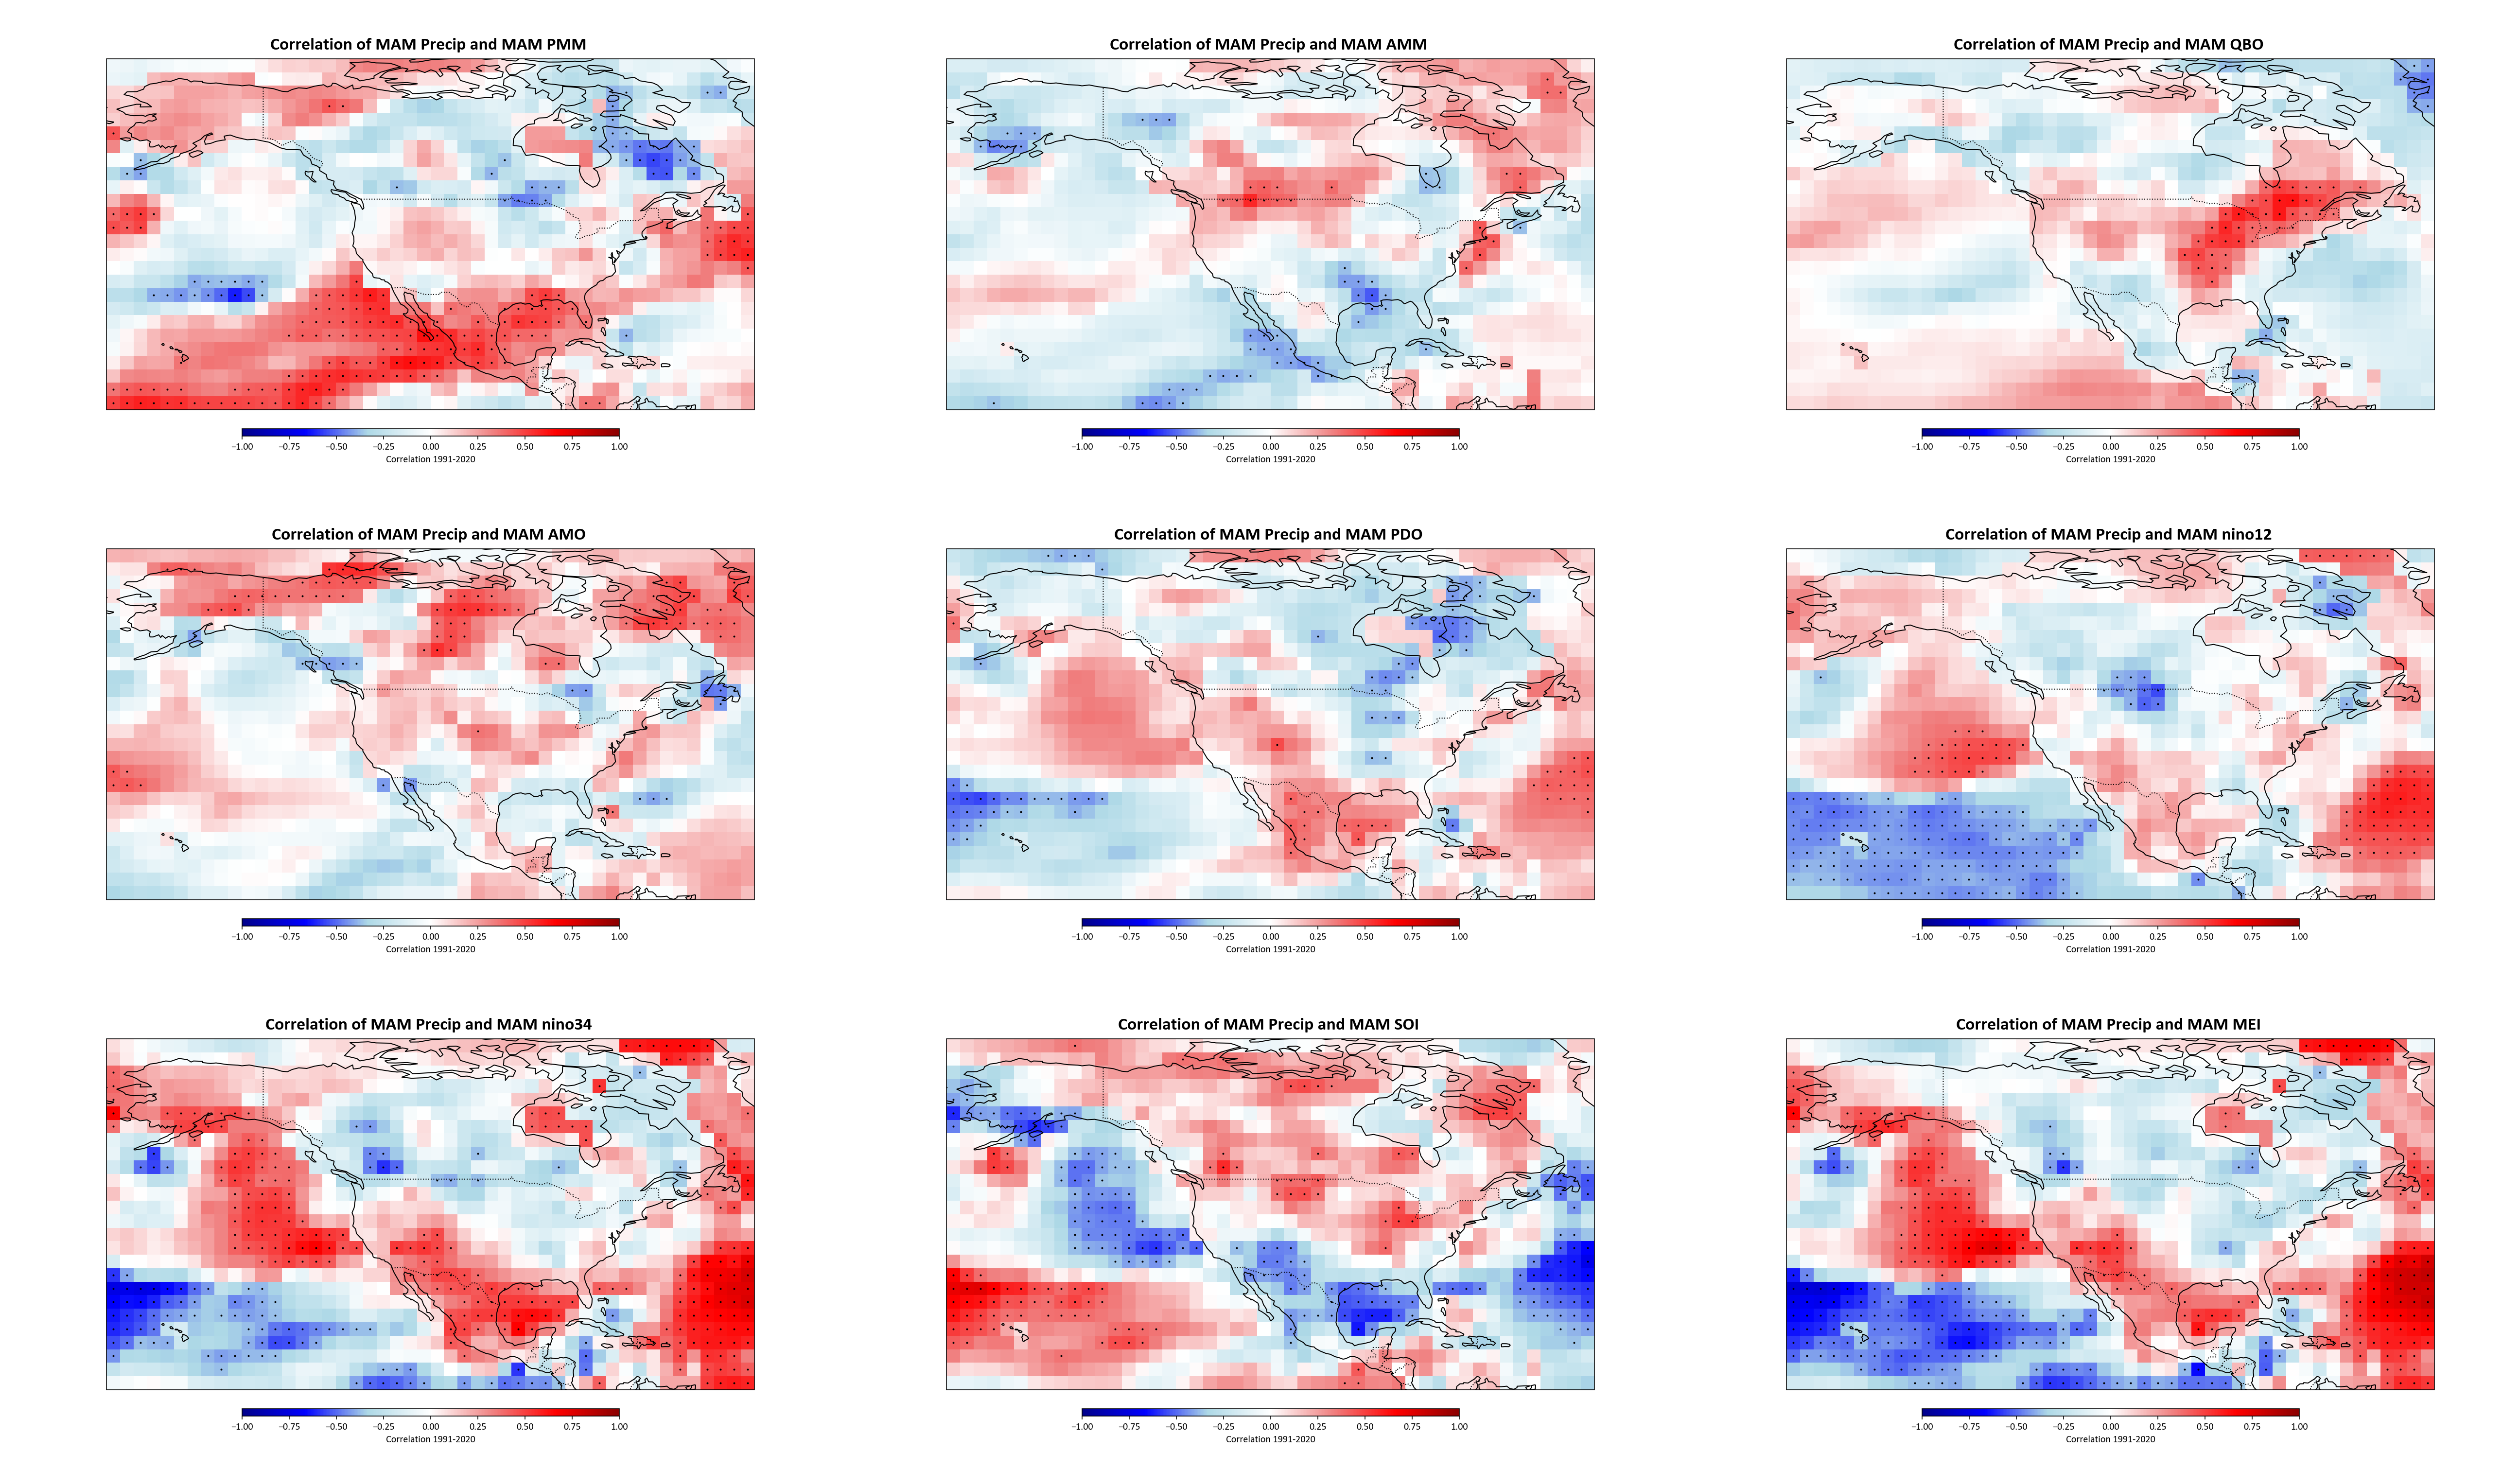 Correlation of MAM Precip and MAM PMM
Correlation of MAM Precip and MAM AMM
Correlation of MAM Precip and MAM QBO
−1.00 −0.75 −0.50 −0.25 0.00 0.25 0.50 0.75 1.00
Correlation 1991-2020
−1.00 −0.75 −0.50 −0.25 0.00 0.25 0.50 0.75 1.00
Correlation 1991-2020
−1.00 −0.75 −0.50 −0.25 0.00 0.25 0.50 0.75 1.00
Correlation 1991-2020
Correlation of MAM Precip and MAM AMO
Correlation of MAM Precip and MAM PDO
Correlation of MAM Precip and MAM nino12
−1.00 −0.75 −0.50 −0.25 0.00 0.25 0.50 0.75 1.00
Correlation 1991-2020
−1.00 −0.75 −0.50 −0.25 0.00 0.25 0.50 0.75 1.00
Correlation 1991-2020
−1.00 −0.75 −0.50 −0.25 0.00 0.25 0.50 0.75 1.00
Correlation 1991-2020
Correlation of MAM Precip and MAM nino34
Correlation of MAM Precip and MAM SOI
Correlation of MAM Precip and MAM MEI
−1.00 −0.75 −0.50 −0.25 0.00 0.25 0.50 0.75 1.00
Correlation 1991-2020
−1.00 −0.75 −0.50 −0.25 0.00 0.25 0.50 0.75 1.00
Correlation 1991-2020
−1.00 −0.75 −0.50 −0.25 0.00 0.25 0.50 0.75 1.00
Correlation 1991-2020